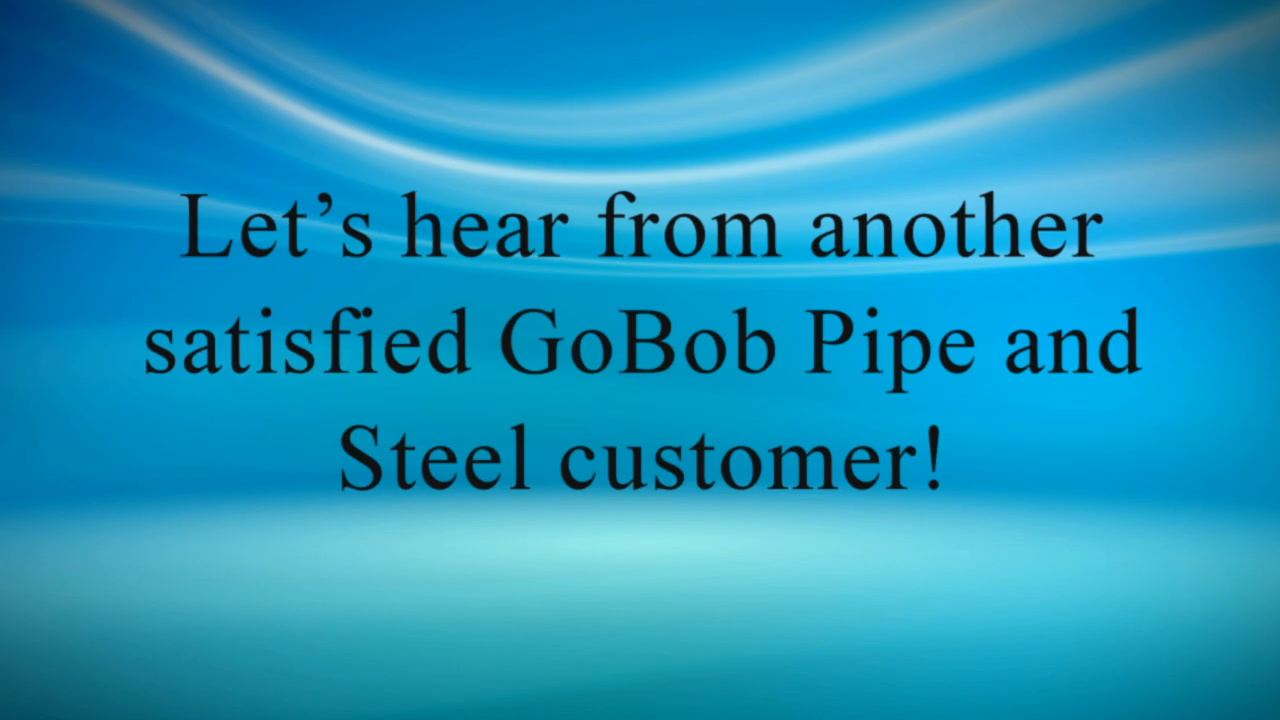 Let’s hear from another
satisfied GoBob Pipe and
Steel customer!